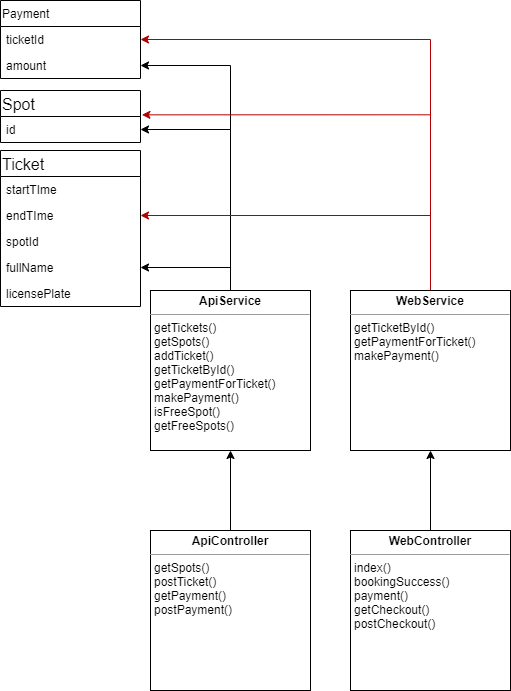 Payment
ticketId
amount
Spot
id
Ticket
startTIme
endTIme
spotId
fullName
licensePlate
ApiService
getTickets()
getSpots()
addTicket()
getTicketById()
getPaymentForTicket()
makePayment()
isFreeSpot()
getFreeSpots()
WebService
getTicketById()
getPaymentForTicket()
makePayment()
ApiController
getSpots()
postTicket()
getPayment()
postPayment()
WebController
index()
bookingSuccess()
payment()
getCheckout()
postCheckout()